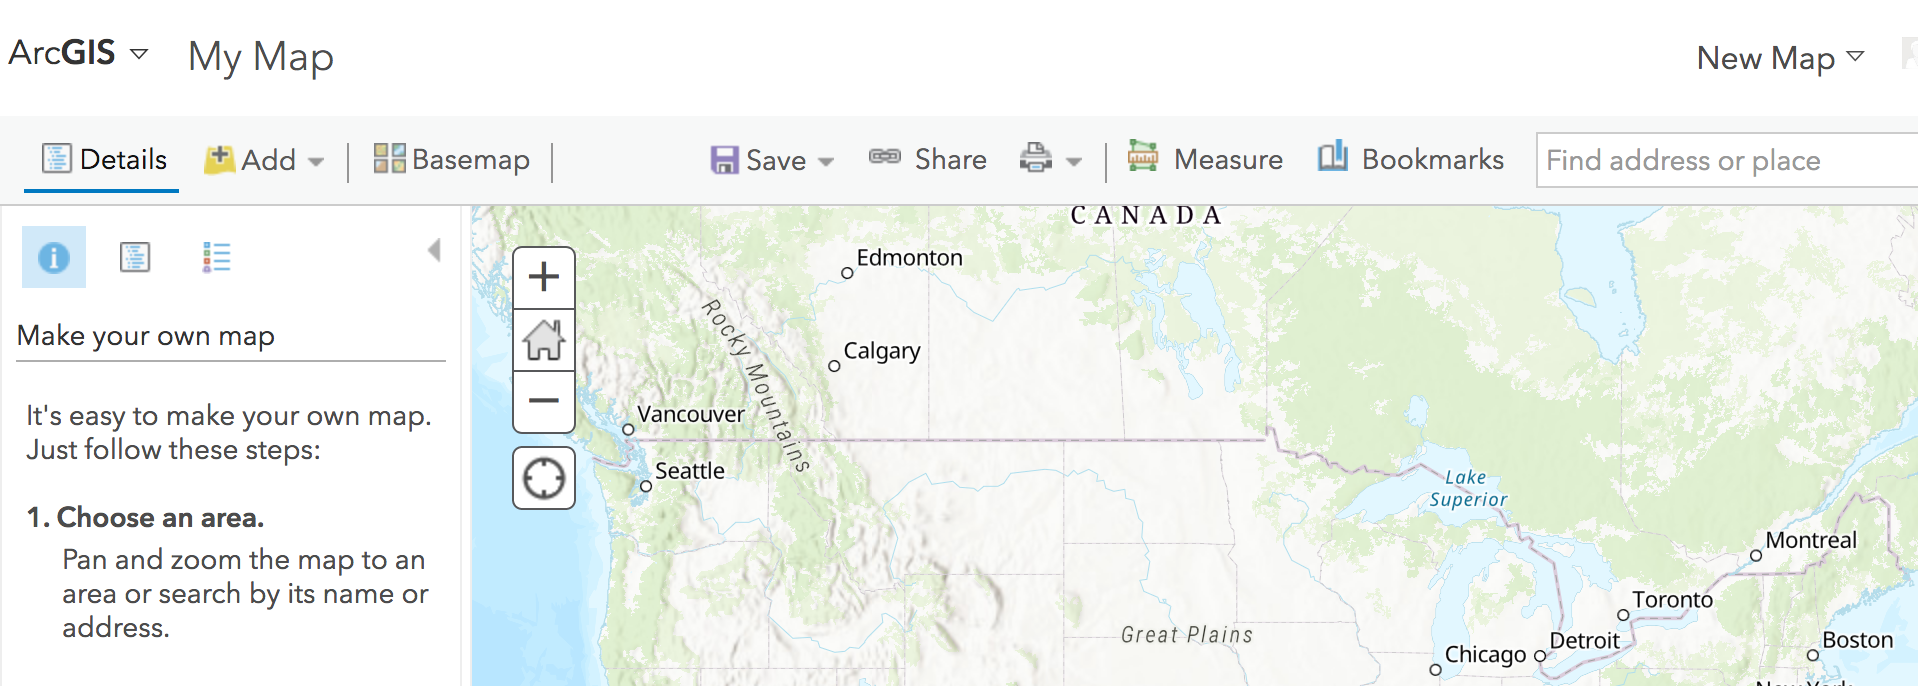 ArcGIS My Map New Map
Details Add Basemap Save Share Measure Bookmarks Find address or place
Make your own map
It's easy to make your own map.
Just follow these steps:
1. Choose an area.
Pan and zoom the map to an
area or search by its name or
address.
CANADA
Edmonton
Rocky Mountains
Calgary
Vancouver
Seattle
Lake
Superior
Montreal
Toronto
Great Plains
Detroit
Boston
Chicago
New York